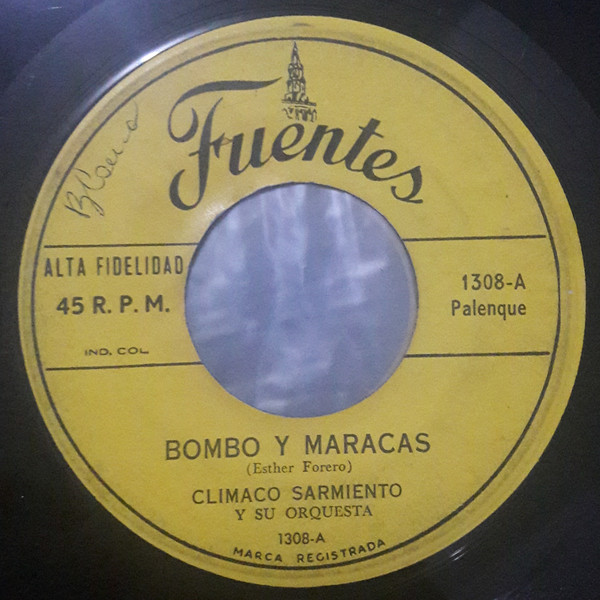 Fuentes
ALTA FIDELIDAD
45 R. P. M.
IND. COL.
1308-A
Palenque
BOMBO Y MARACAS
(Esther Forero)
CLIMACO SARMIENTO
Y SU ORQUESTA
1308-A
MARCA REGISTRADA